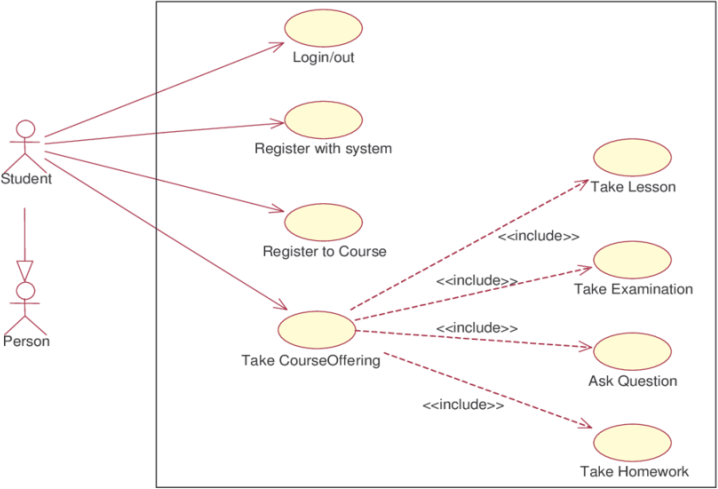 Login/out
Register with system
Student
Take Lesson
<<include>>
Register to Course
<<include>>
Take Examination
<<include>>
Person
Take CourseOffering
Ask Question
<<include>>
Take Homework